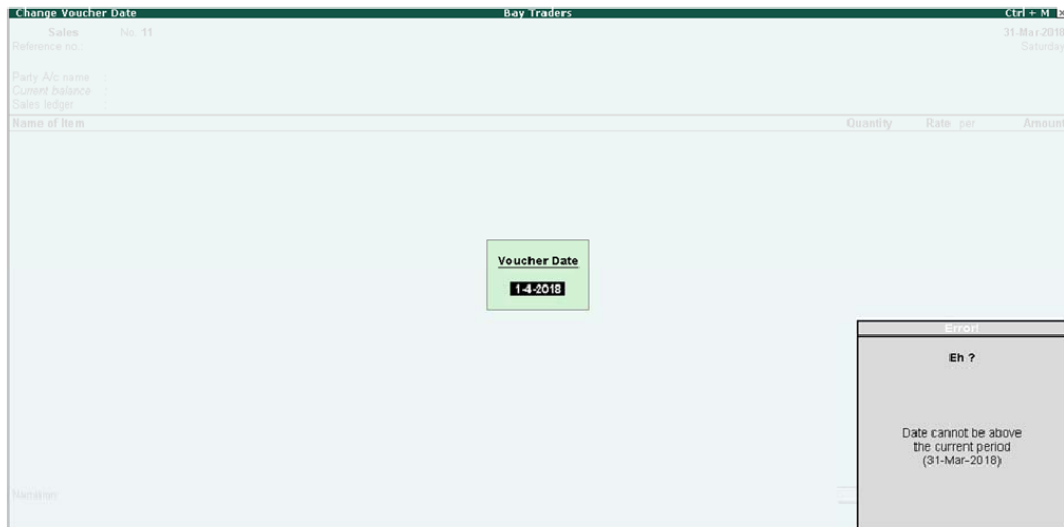 Change Voucher Date Bay Traders Ctrl + M
Sales No. 11 31-Mar-2018
Reference no.: Saturday
Party A/c name :
Current balance :
Sales ledger :
Name of Item Quantity Rate per Amount
Voucher Date
1-4-2018
Error!
Eh ?
Date cannot be above
the current period
(31-Mar-2018)
Narration